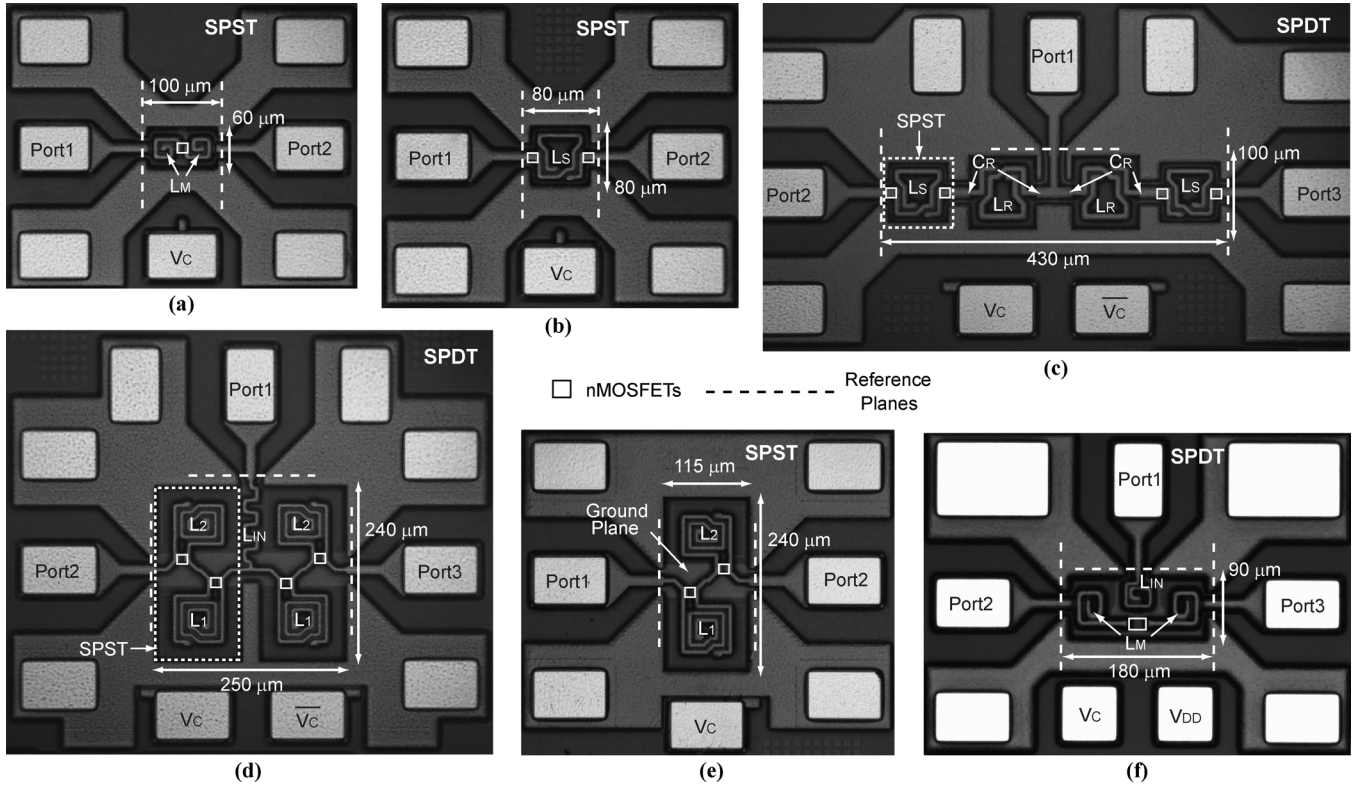 SPST
100 μm
60 μm
Port1
Port2
LM
VC
(a)
SPST
80 μm
Port1
LS
Port2
80 μm
VC
(b)
SPDT
Port1
SPST
CR
CR
100 μm
Port2
LS
LR
LR
LS
Port3
430 μm
VC
VC
(c)
SPDT
Port1
L2
LIN
L2
240 μm
Port2
Port3
L1
L1
SPST
250 μm
VC
VC
(d)
nMOSFETs
Reference
Planes
SPST
115 μm
Ground
Plane
L2
240 μm
Port1
Port2
L1
VC
(e)
SPDT
Port1
LIN
90 μm
Port2
Port3
LM
180 μm
VC
VDD
(f)